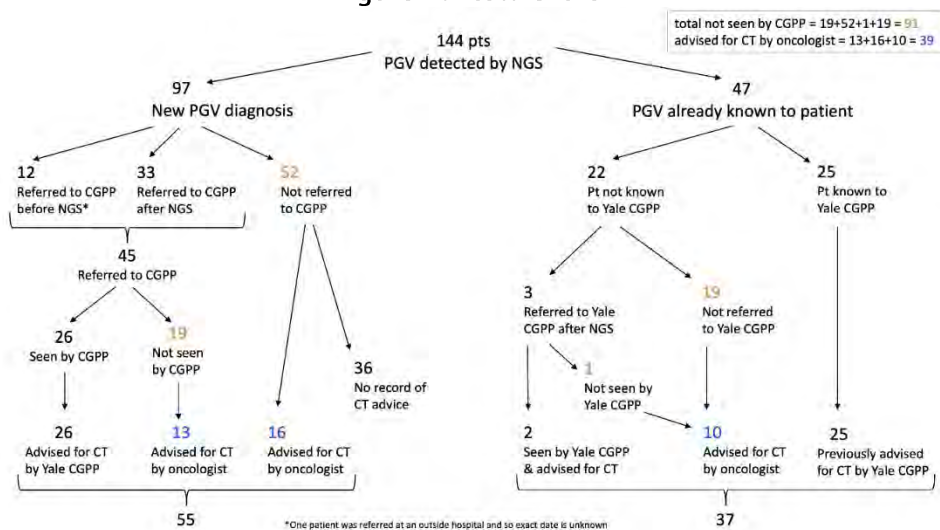 total not seen by CGPP = 19+52+1+19 = 91
advised for CT by oncologist = 13+16+10 = 39
144 pts
PGV detected by NGS
97
New PGV diagnosis
47
PGV already known to patient
12
Referred to CGPP
before NGS*
33
Referred to CGPP
after NGS
52
Not referred
to CGPP
22
Pt not known
to Yale CGPP
25
Pt known to
Yale CGPP
45
Referred to CGPP
3
Referred to Yale
CGPP after NGS
19
Not referred
to Yale CGPP
26
Seen by CGPP
19
Not seen
by CGPP
36
No record of
CT advice
1
Not seen by
Yale CGPP
26
Advised for CT
by Yale CGPP
13
Advised for CT
by oncologist
16
Advised for CT
by oncologist
2
Seen by Yale CGPP
& advised for CT
10
Advised for CT
by oncologist
25
Previously advised
for CT by Yale CGPP
55
37
*One patient was referred at an outside hospital and so exact date is unknown